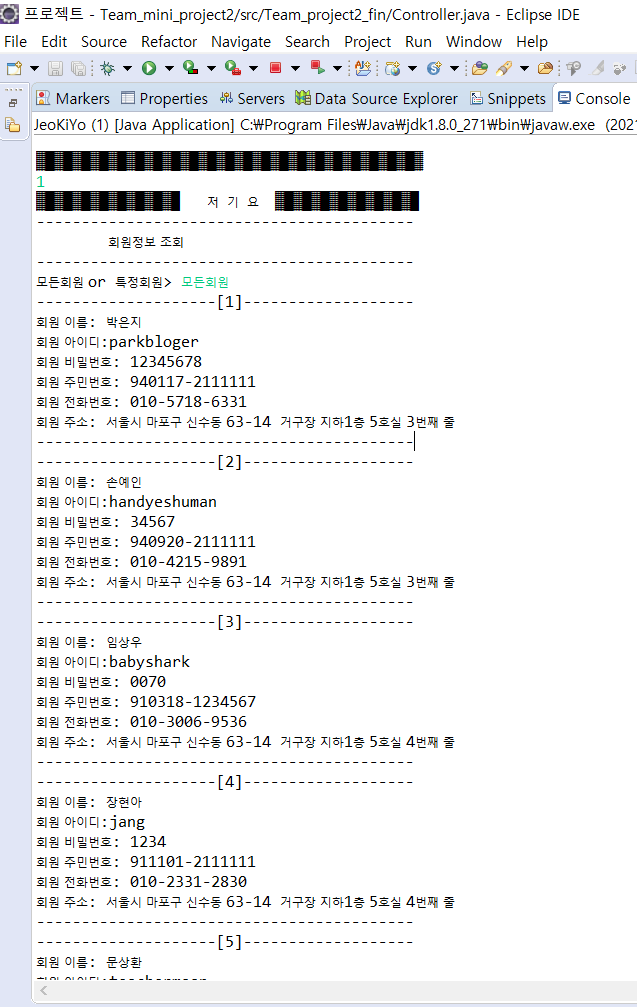 프로젝트 - Team_mini_project2/src/Team_project2_fin/Controller.java - Eclipse IDE
File Edit Source Refactor Navigate Search Project Run Window Help
Markers Properties Servers Data Source Explorer Snippets Console
JeoKiYo (1) [Java Application] C:₩Program Files₩Java₩jdk1.8.0_271₩bin₩javaw.exe (2021
1
저 기 요
------------------------------------------
회원정보 조회
------------------------------------------
모든회원 or 특정회원> 모든회원
--------------------[1]-------------------
회원 이름: 박은지
회원 아이디:parkbloger
회원 비밀번호: 12345678
회원 주민번호: 940117-2111111
회원 전화번호: 010-5718-6331
회원 주소: 서울시 마포구 신수동 63-14 거구장 지하1층 5호실 3번째 줄
------------------------------------------
--------------------[2]-------------------
회원 이름: 손예인
회원 아이디:handyeshuman
회원 비밀번호: 34567
회원 주민번호: 940920-2111111
회원 전화번호: 010-4215-9891
회원 주소: 서울시 마포구 신수동 63-14 거구장 지하1층 5호실 3번째 줄
------------------------------------------
--------------------[3]-------------------
회원 이름: 임상우
회원 아이디:babyshark
회원 비밀번호: 0070
회원 주민번호: 910318-1234567
회원 전화번호: 010-3006-9536
회원 주소: 서울시 마포구 신수동 63-14 거구장 지하1층 5호실 4번째 줄
------------------------------------------
--------------------[4]-------------------
회원 이름: 장현아
회원 아이디:jang
회원 비밀번호: 1234
회원 주민번호: 911101-2111111
회원 전화번호: 010-2331-2830
회원 주소: 서울시 마포구 신수동 63-14 거구장 지하1층 5호실 4번째 줄
------------------------------------------
--------------------[5]-------------------
회원 이름: 문상환